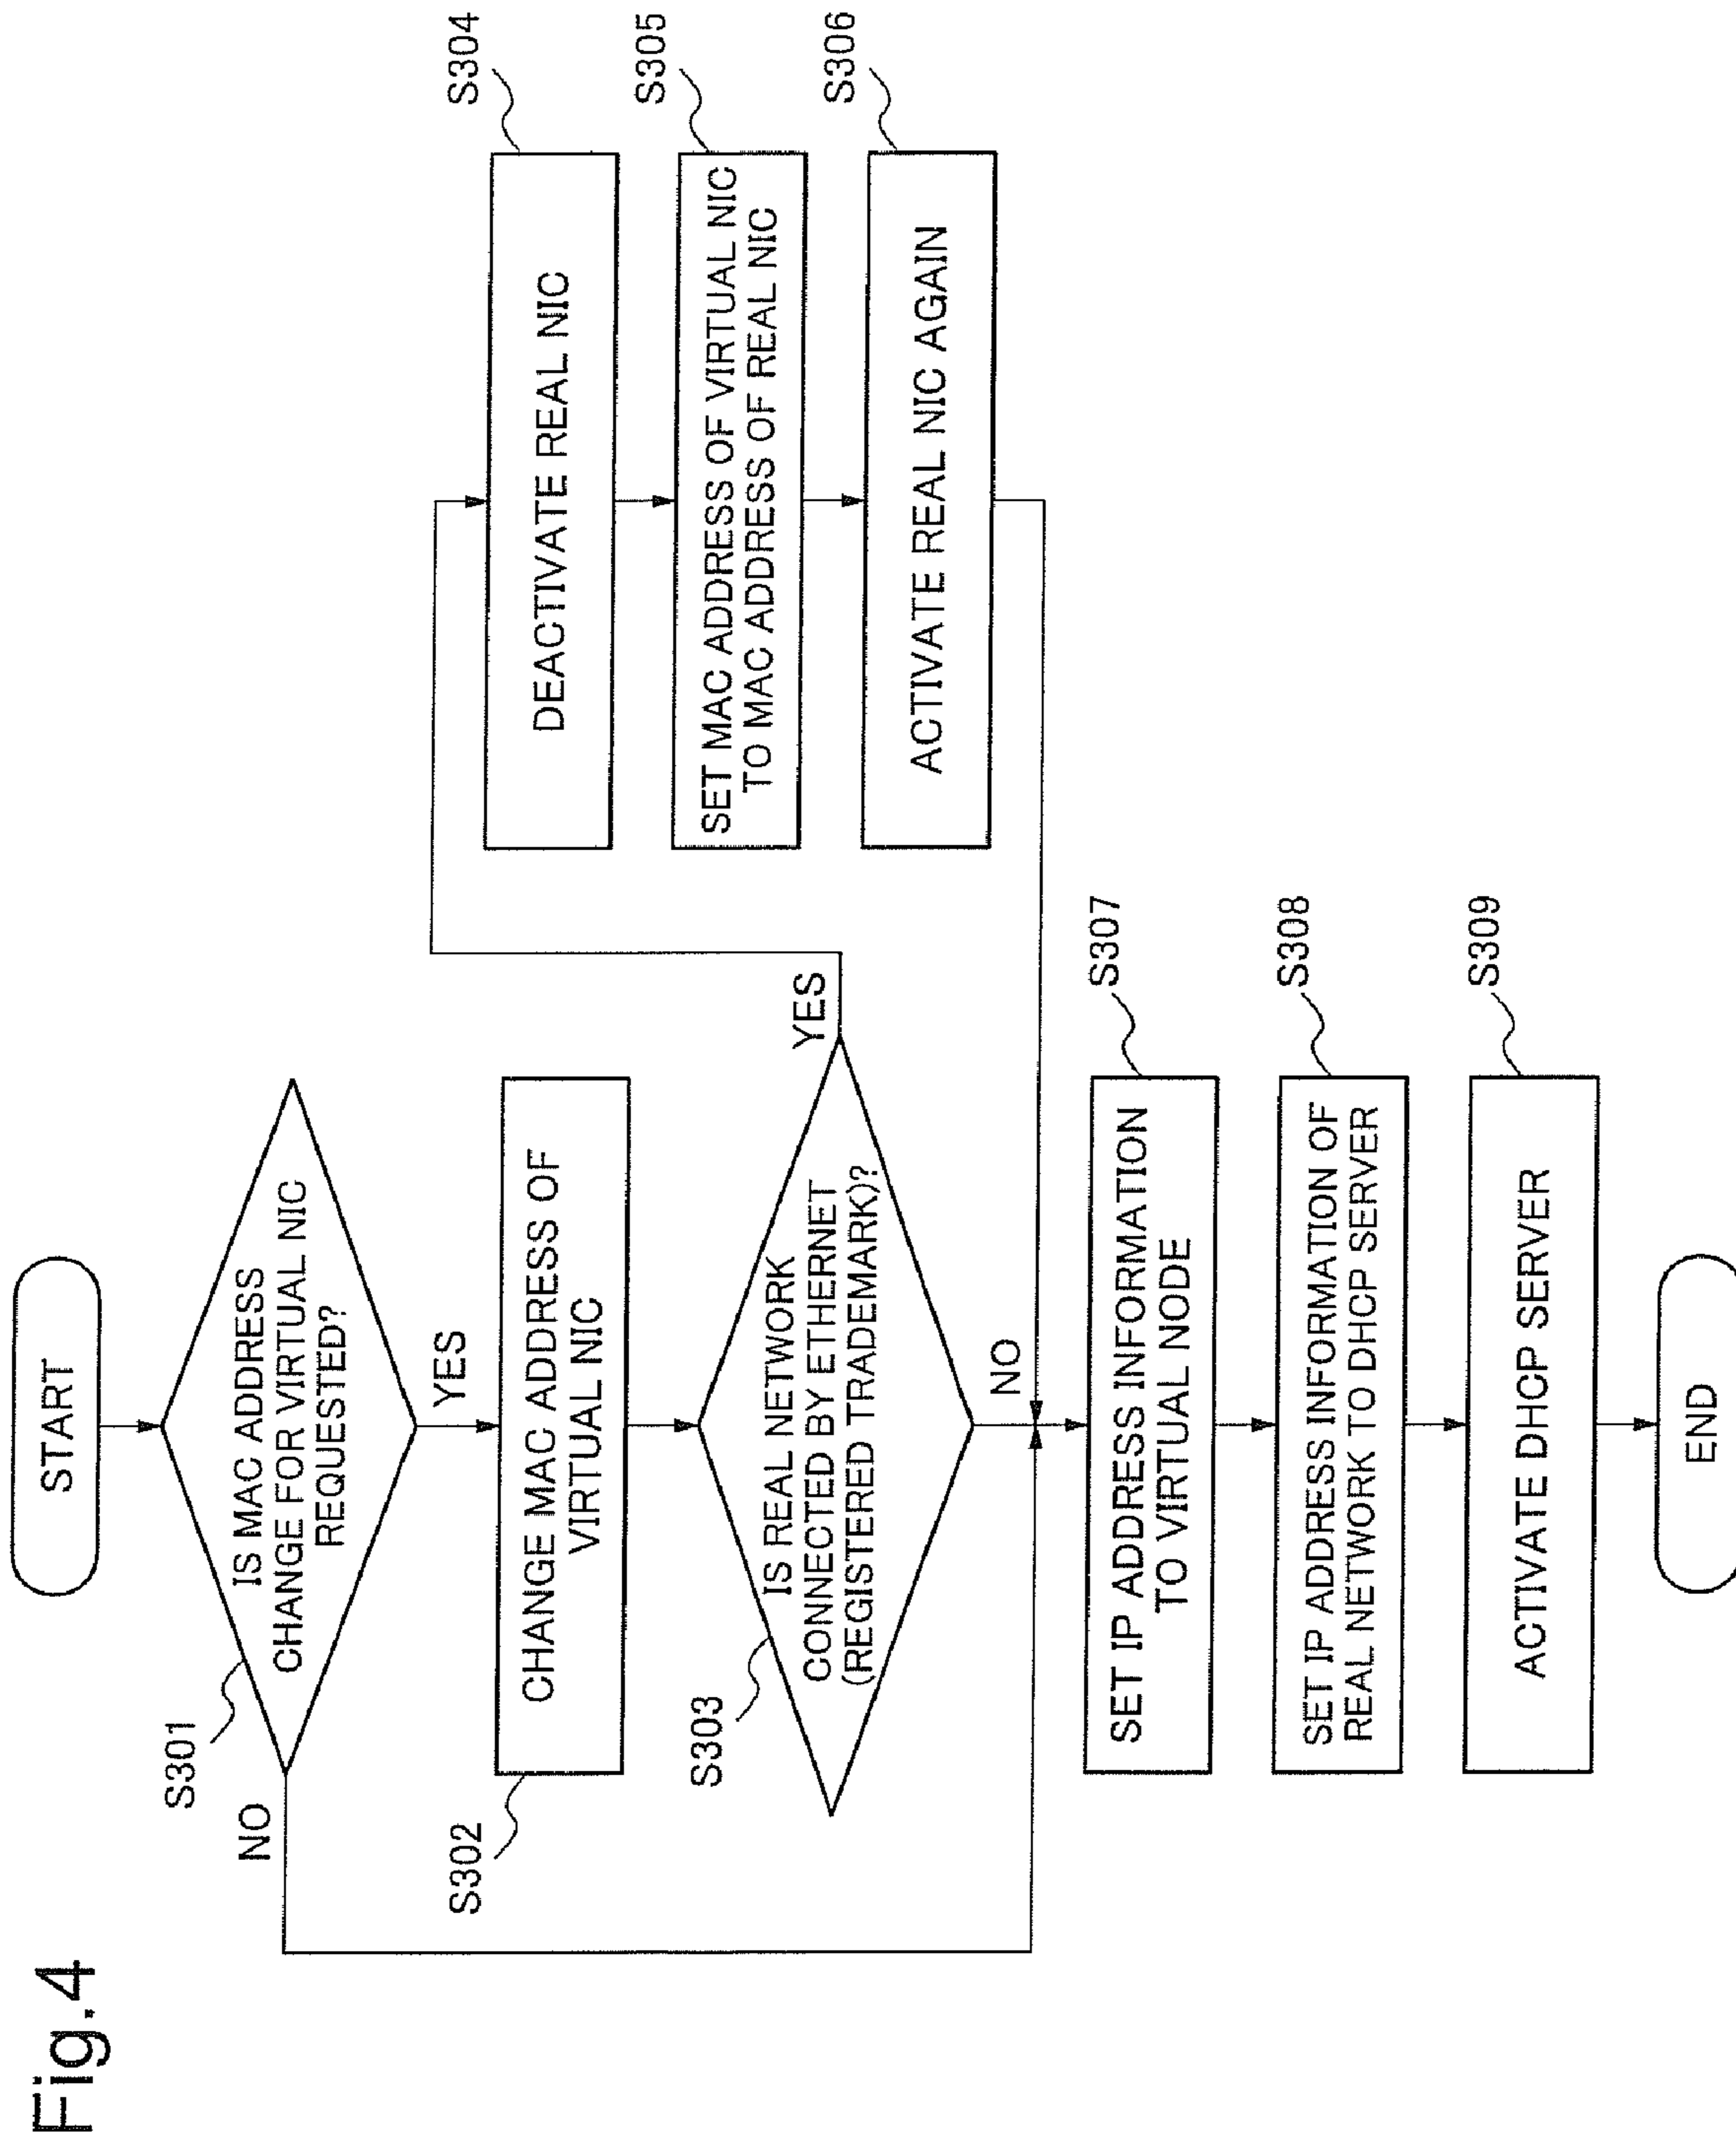 Fig.4
START
S301
IS MAC ADDRESS
CHANGE FOR VIRTUAL NIC
REQUESTED?
NO
YES
S302
CHANGE MAC ADDRESS OF
VIRTUAL NIC
S303
IS REAL NETWORK
CONNECTED BY ETHERNET
(REGISTERED TRADEMARK)?
YES
NO
S304
DEACTIVATE REAL NIC
S305
SET MAC ADDRESS OF VIRTUAL NIC
TO MAC ADDRESS OF REAL NIC
S306
ACTIVATE REAL NIC AGAIN
S307
SET IP ADDRESS INFORMATION
TO VIRTUAL NODE
S308
SET IP ADDRESS INFORMATION OF
REAL NETWORK TO DHCP SERVER
S309
ACTIVATE DHCP SERVER
END